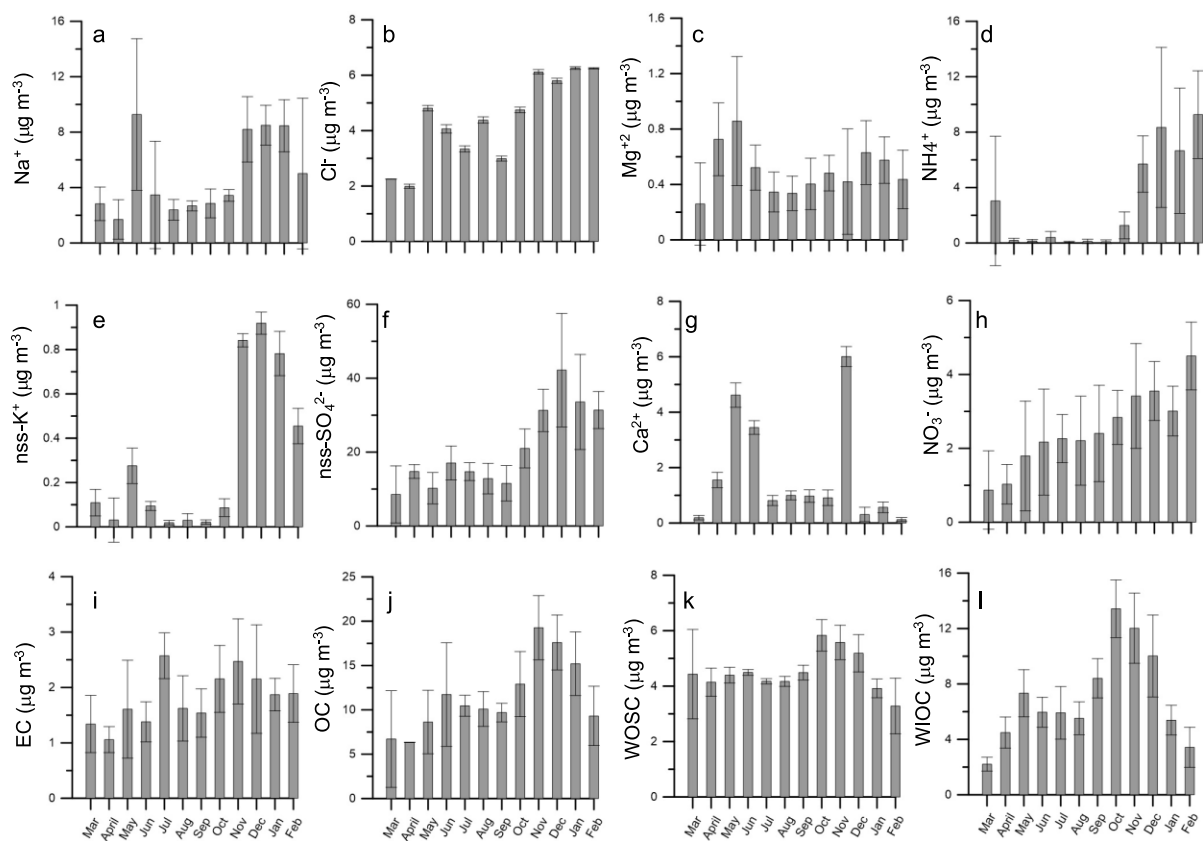 a
Na⁺ (μg m⁻³)
16
12
8
4
0
b
Cl⁻ (μg m⁻³)
8
6
4
2
0
c
Mg⁺² (μg m⁻³)
1.6
1.2
0.8
0.4
0
d
NH4⁺ (μg m⁻³)
16
12
8
4
0
e
nss-K⁺ (μg m⁻³)
1
0.8
0.6
0.4
0.2
0
f
nss-SO₄²⁻ (μg m⁻³)
60
40
20
0
g
Ca²⁺ (μg m⁻³)
8
6
4
2
0
h
NO₃⁻ (μg m⁻³)
6
4
2
0
i
EC (μg m⁻³)
4
3
2
1
0
Mar April May Jun Jul Aug Sep Oct Nov Dec Jan Feb
j
OC (μg m⁻³)
25
20
15
10
5
0
Mar April May Jun Jul Aug Sep Oct Nov Dec Jan Feb
k
WOSC (μg m⁻³)
8
6
4
2
0
Mar April May Jun Jul Aug Sep Oct Nov Dec Jan Feb
l
WIOC (μg m⁻³)
16
12
8
4
0
Mar April May Jun Jul Aug Sep Oct Nov Dec Jan Feb